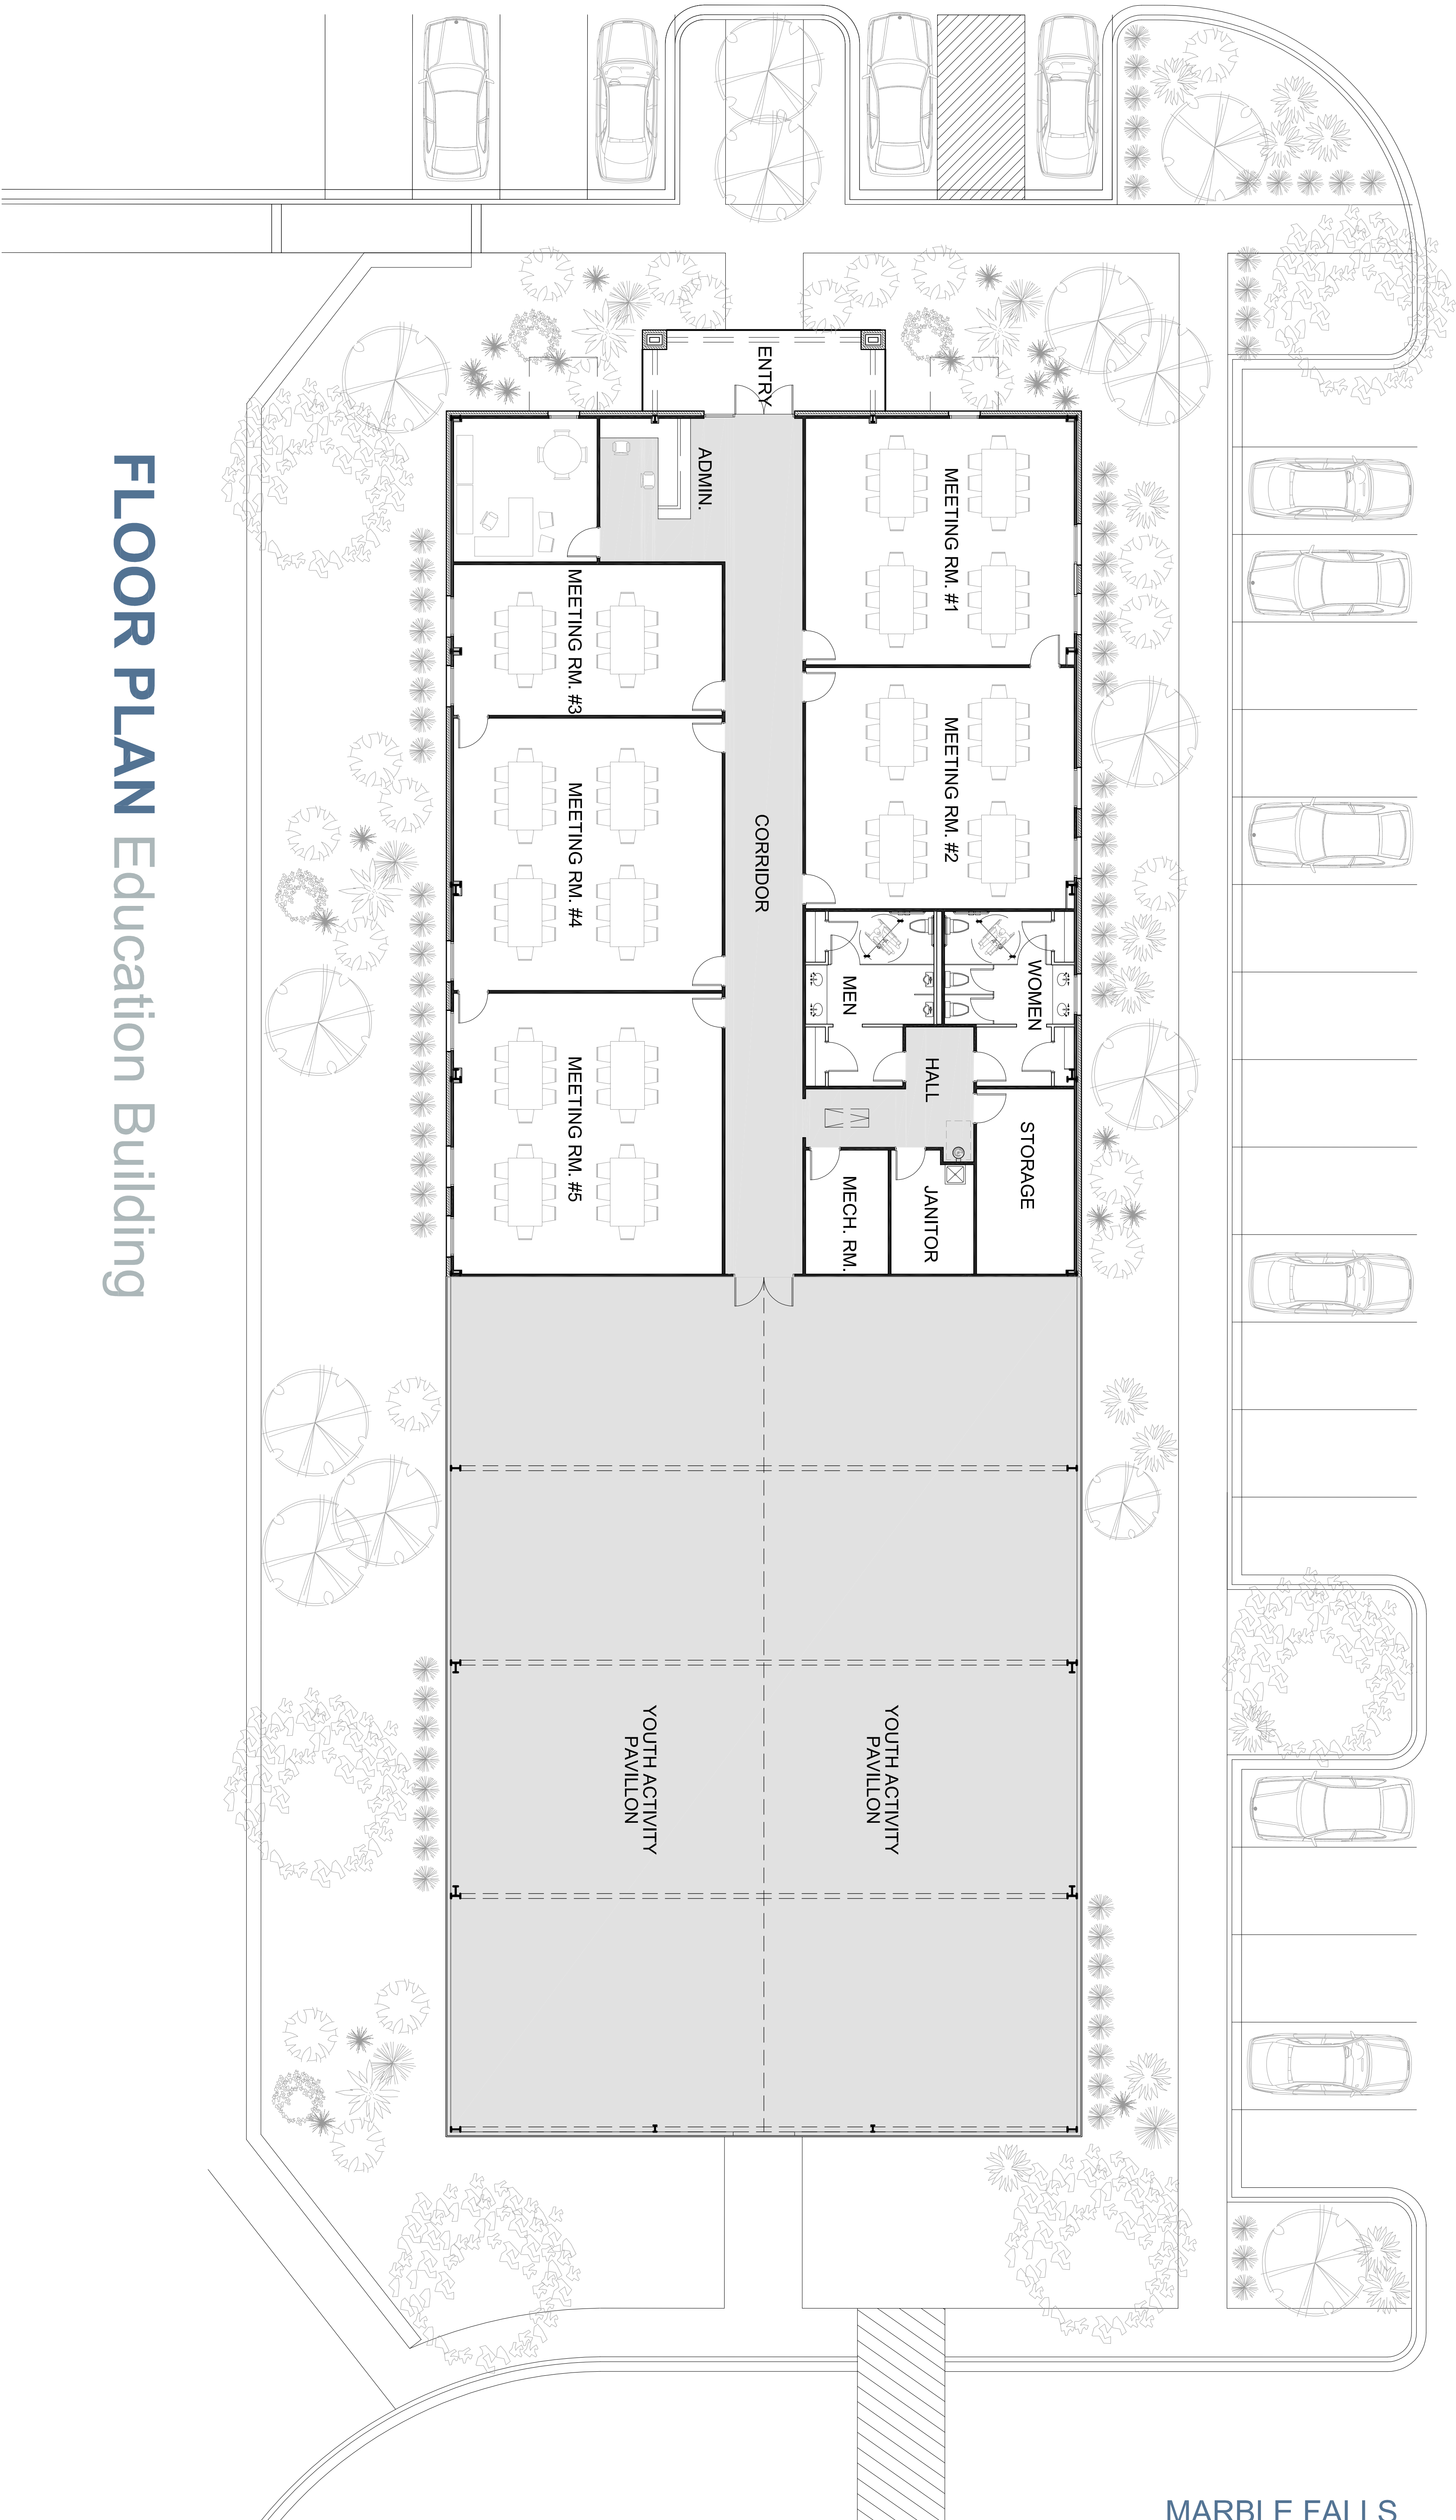 ENTRY
ADMIN.
MEETING RM. #1
MEETING RM. #3
MEETING RM. #2
MEETING RM. #4
CORRIDOR
MEN
WOMEN
HALL
MEETING RM. #5
STORAGE
MECH. RM.
JANITOR
YOUTH ACTIVITY
PAVILLON
YOUTH ACTIVITY
PAVILLON
FLOOR PLAN Education Building
MARBLE FALLS